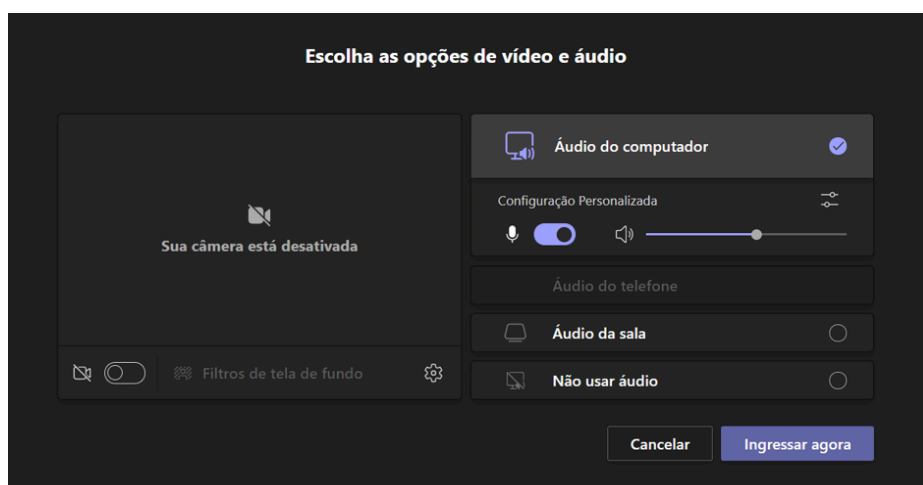 Escolha as opções de vídeo e áudio
Sua câmera está desativada
Filtros de tela de fundo
Áudio do computador
Configuração Personalizada
Áudio do telefone
Áudio da sala
Não usar áudio
Cancelar
Ingressar agora